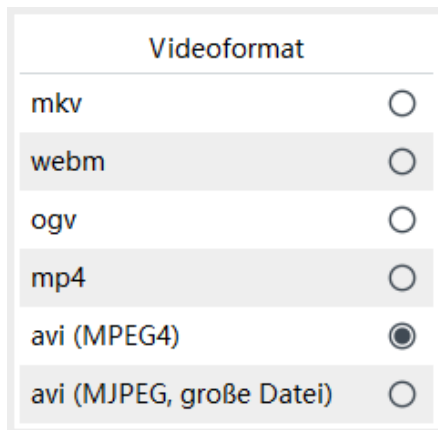 Videoformat
mkv
webm
ogv
mp4
avi (MPEG4)
avi (MJPEG, große Datei)